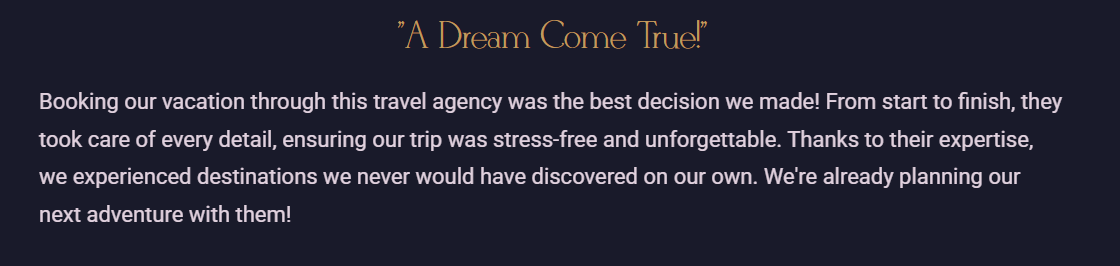 "A Dream Come True!"
Booking our vacation through this travel agency was the best decision we made! From start to finish, they
took care of every detail, ensuring our trip was stress-free and unforgettable. Thanks to their expertise,
we experienced destinations we never would have discovered on our own. We're already planning our
next adventure with them!